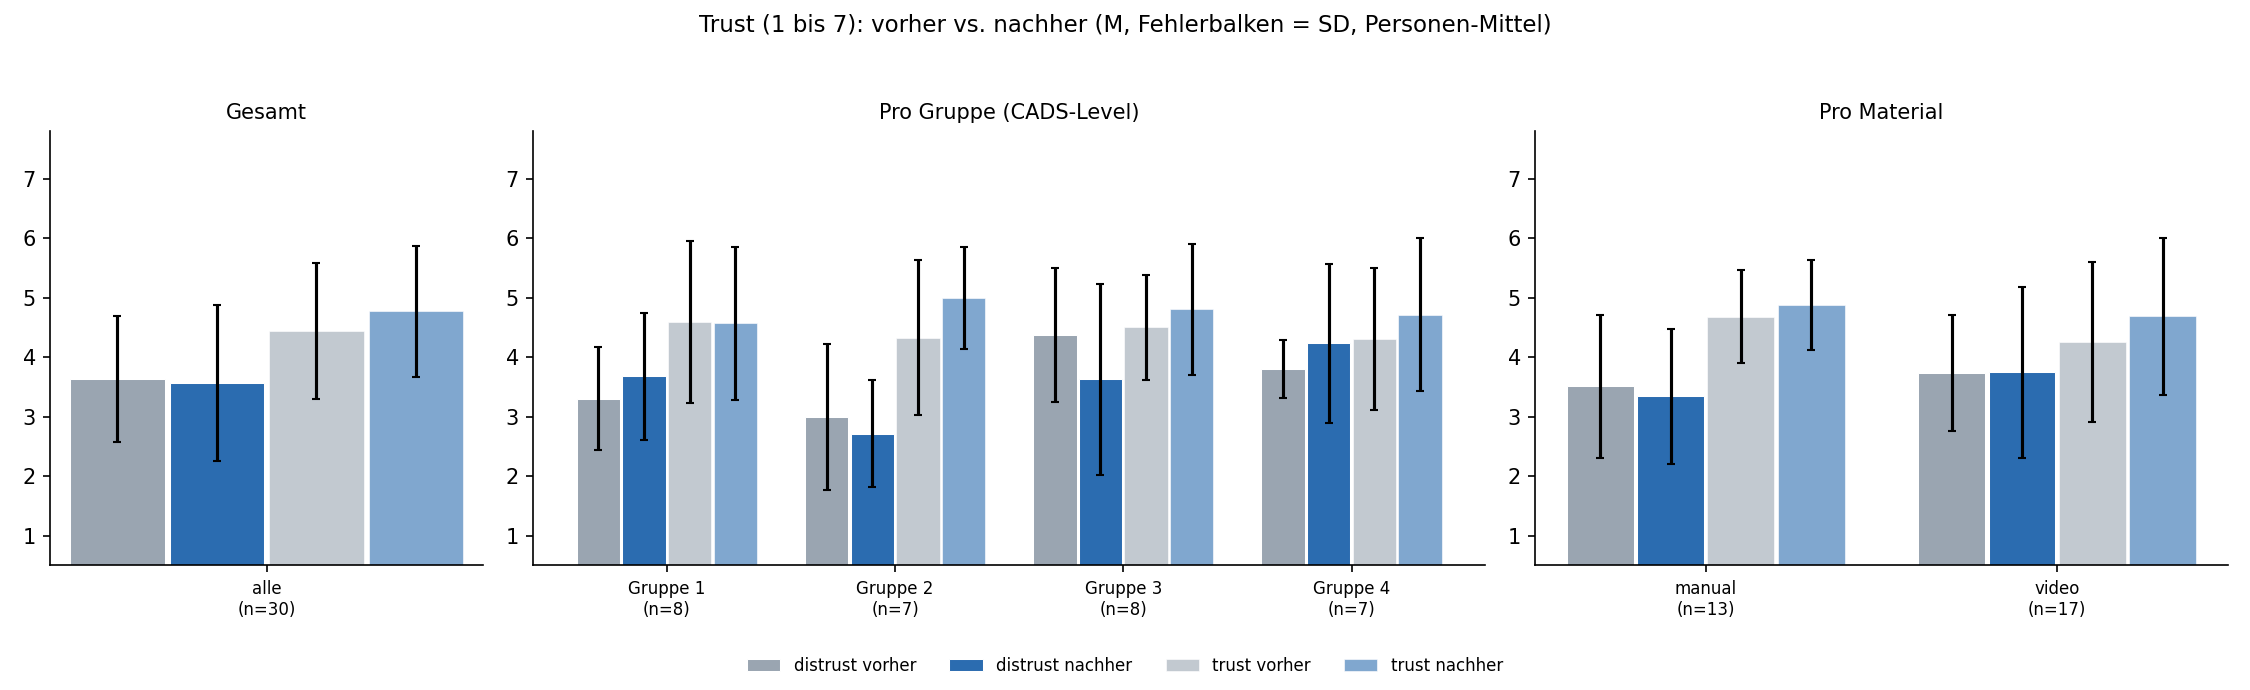 Trust (1 bis 7): vorher vs. nachher (M, Fehlerbalken = SD, Personen-Mittel)
Gesamt
7
6
5
4
3
2
1
alle
(n=30)
Pro Gruppe (CADS-Level)
7
6
5
4
3
2
1
Gruppe 1 Gruppe 2 Gruppe 3 Gruppe 4
(n=8) (n=7) (n=8) (n=7)
Pro Material
7
6
5
4
3
2
1
manual video
(n=13) (n=17)
distrust vorher distrust nachher trust vorher trust nachher